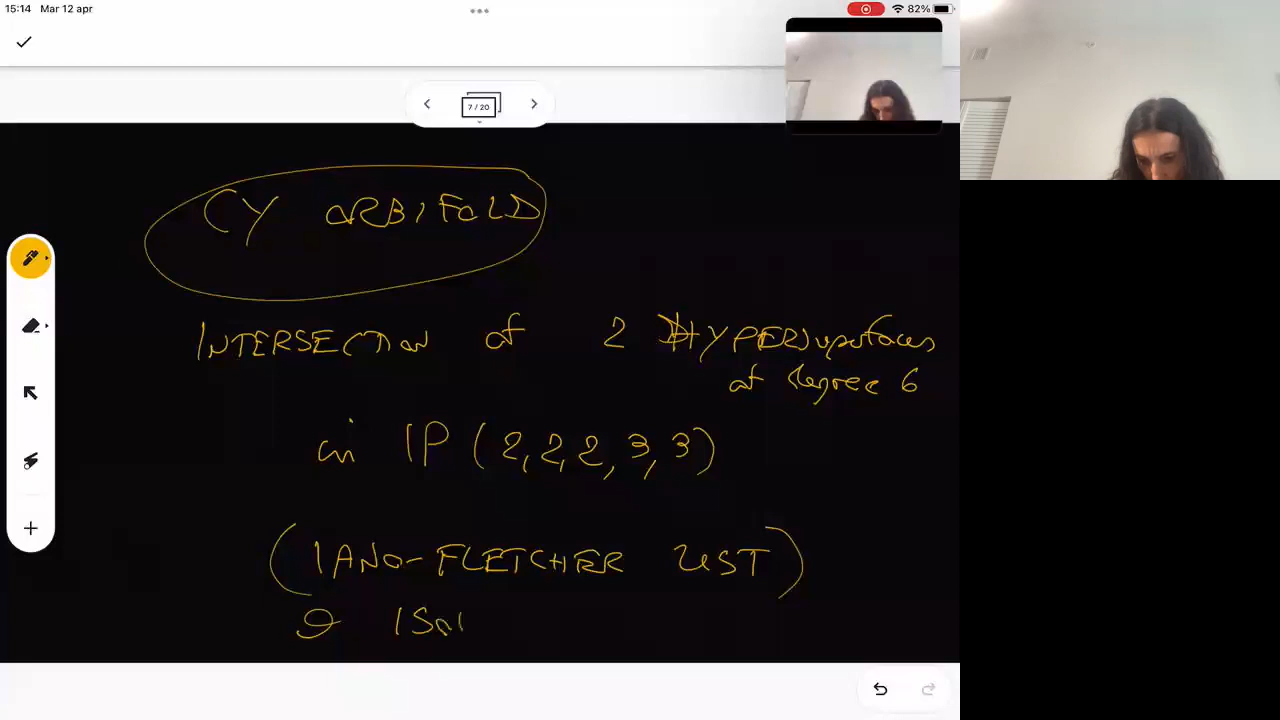 15:14 Mar 12 apr
82%
7 / 20
CY ORBIFOLD
INTERSECTION of 2 HYPERsurfaces
of degree 6
in IP (2,2,2,3,3)
(IANO-FLETCHER LIST)
9